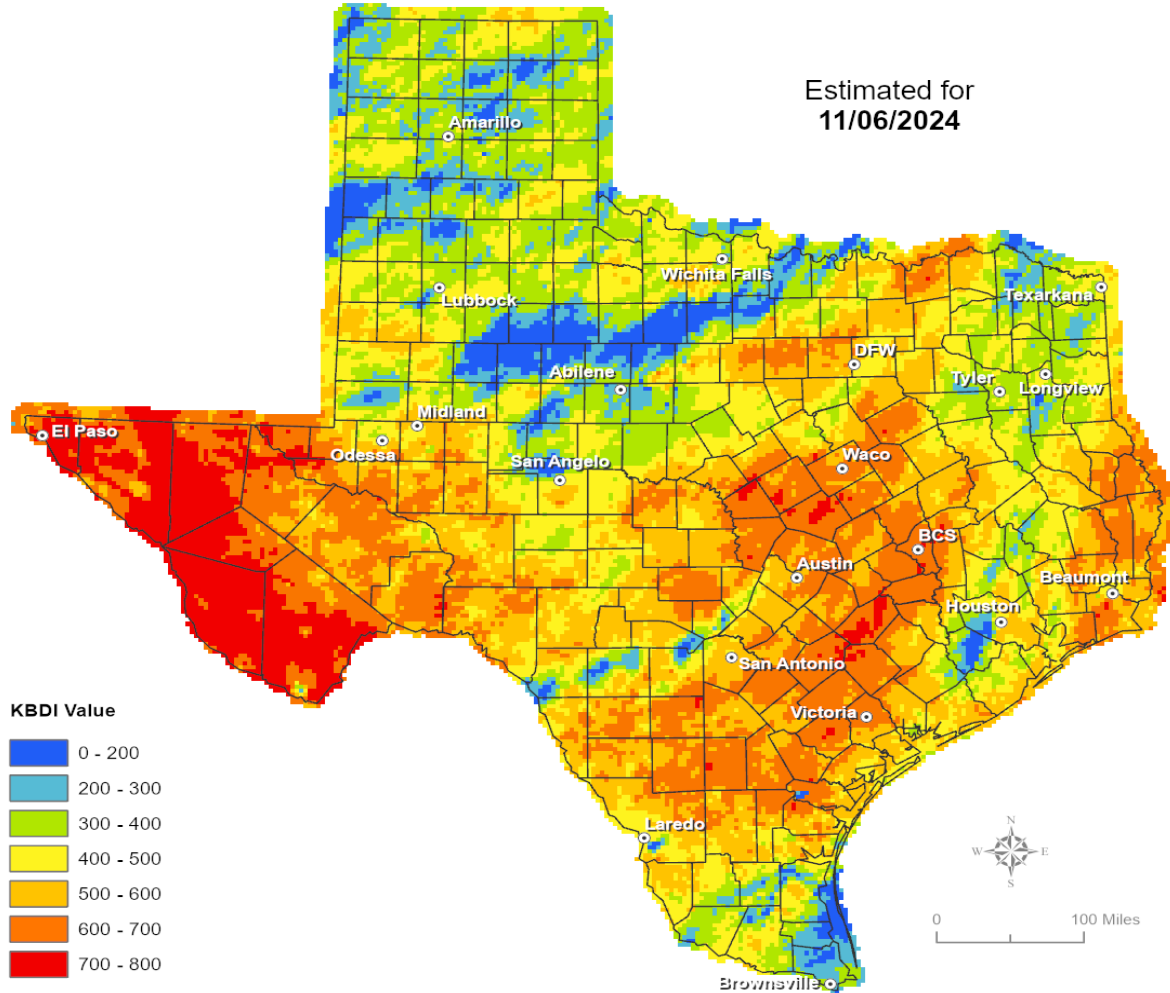 Estimated for
11/06/2024
Amarillo
Wichita Falls
Lubbock
Texarkana
DFW
Abilene
Tyler
Longview
Midland
El Paso
Odessa
San Angelo
Waco
BCS
Austin
Beaumont
Houston
San Antonio
Victoria
Laredo
Brownsville
KBDI Value
0 - 200
200 - 300
300 - 400
400 - 500
500 - 600
600 - 700
700 - 800
N
W E
S
0 100 Miles